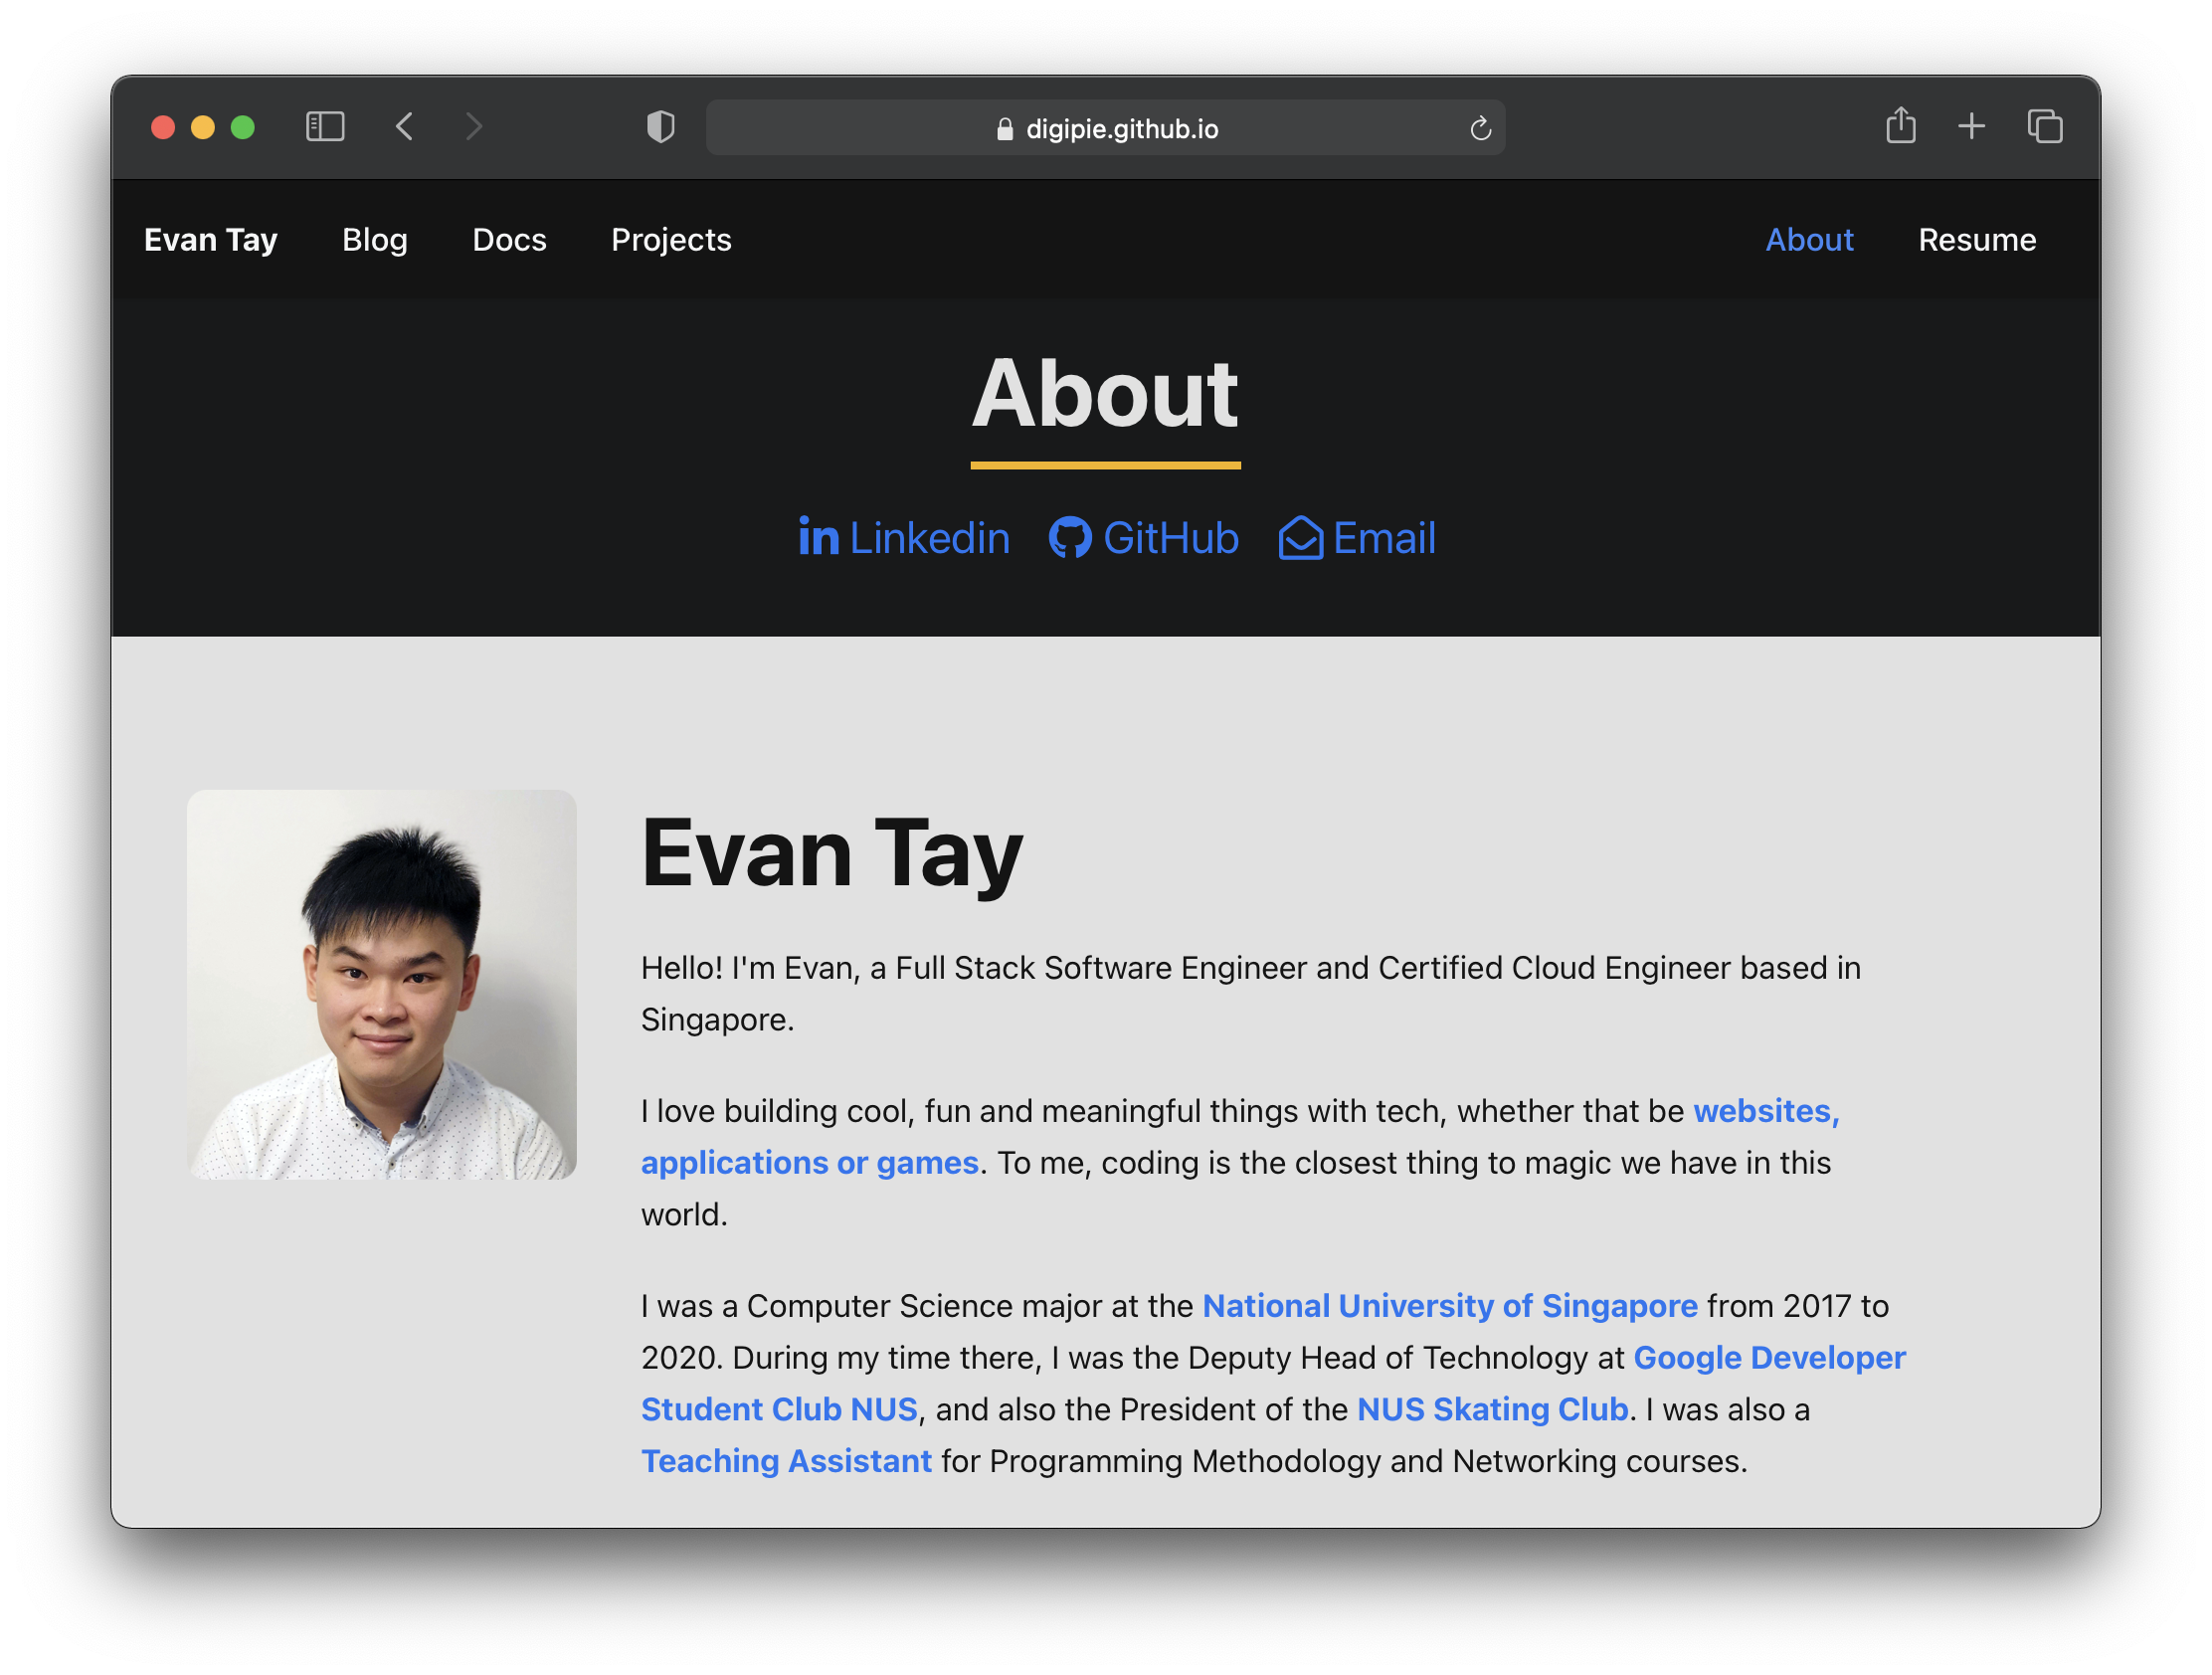 digipie.github.io
Evan Tay Blog Docs Projects About Resume
About
in Linkedin GitHub Email
Evan Tay
Hello! I'm Evan, a Full Stack Software Engineer and Certified Cloud Engineer based in
Singapore.
I love building cool, fun and meaningful things with tech, whether that be websites,
applications or games. To me, coding is the closest thing to magic we have in this
world.
I was a Computer Science major at the National University of Singapore from 2017 to
2020. During my time there, I was the Deputy Head of Technology at Google Developer
Student Club NUS, and also the President of the NUS Skating Club. I was also a
Teaching Assistant for Programming Methodology and Networking courses.